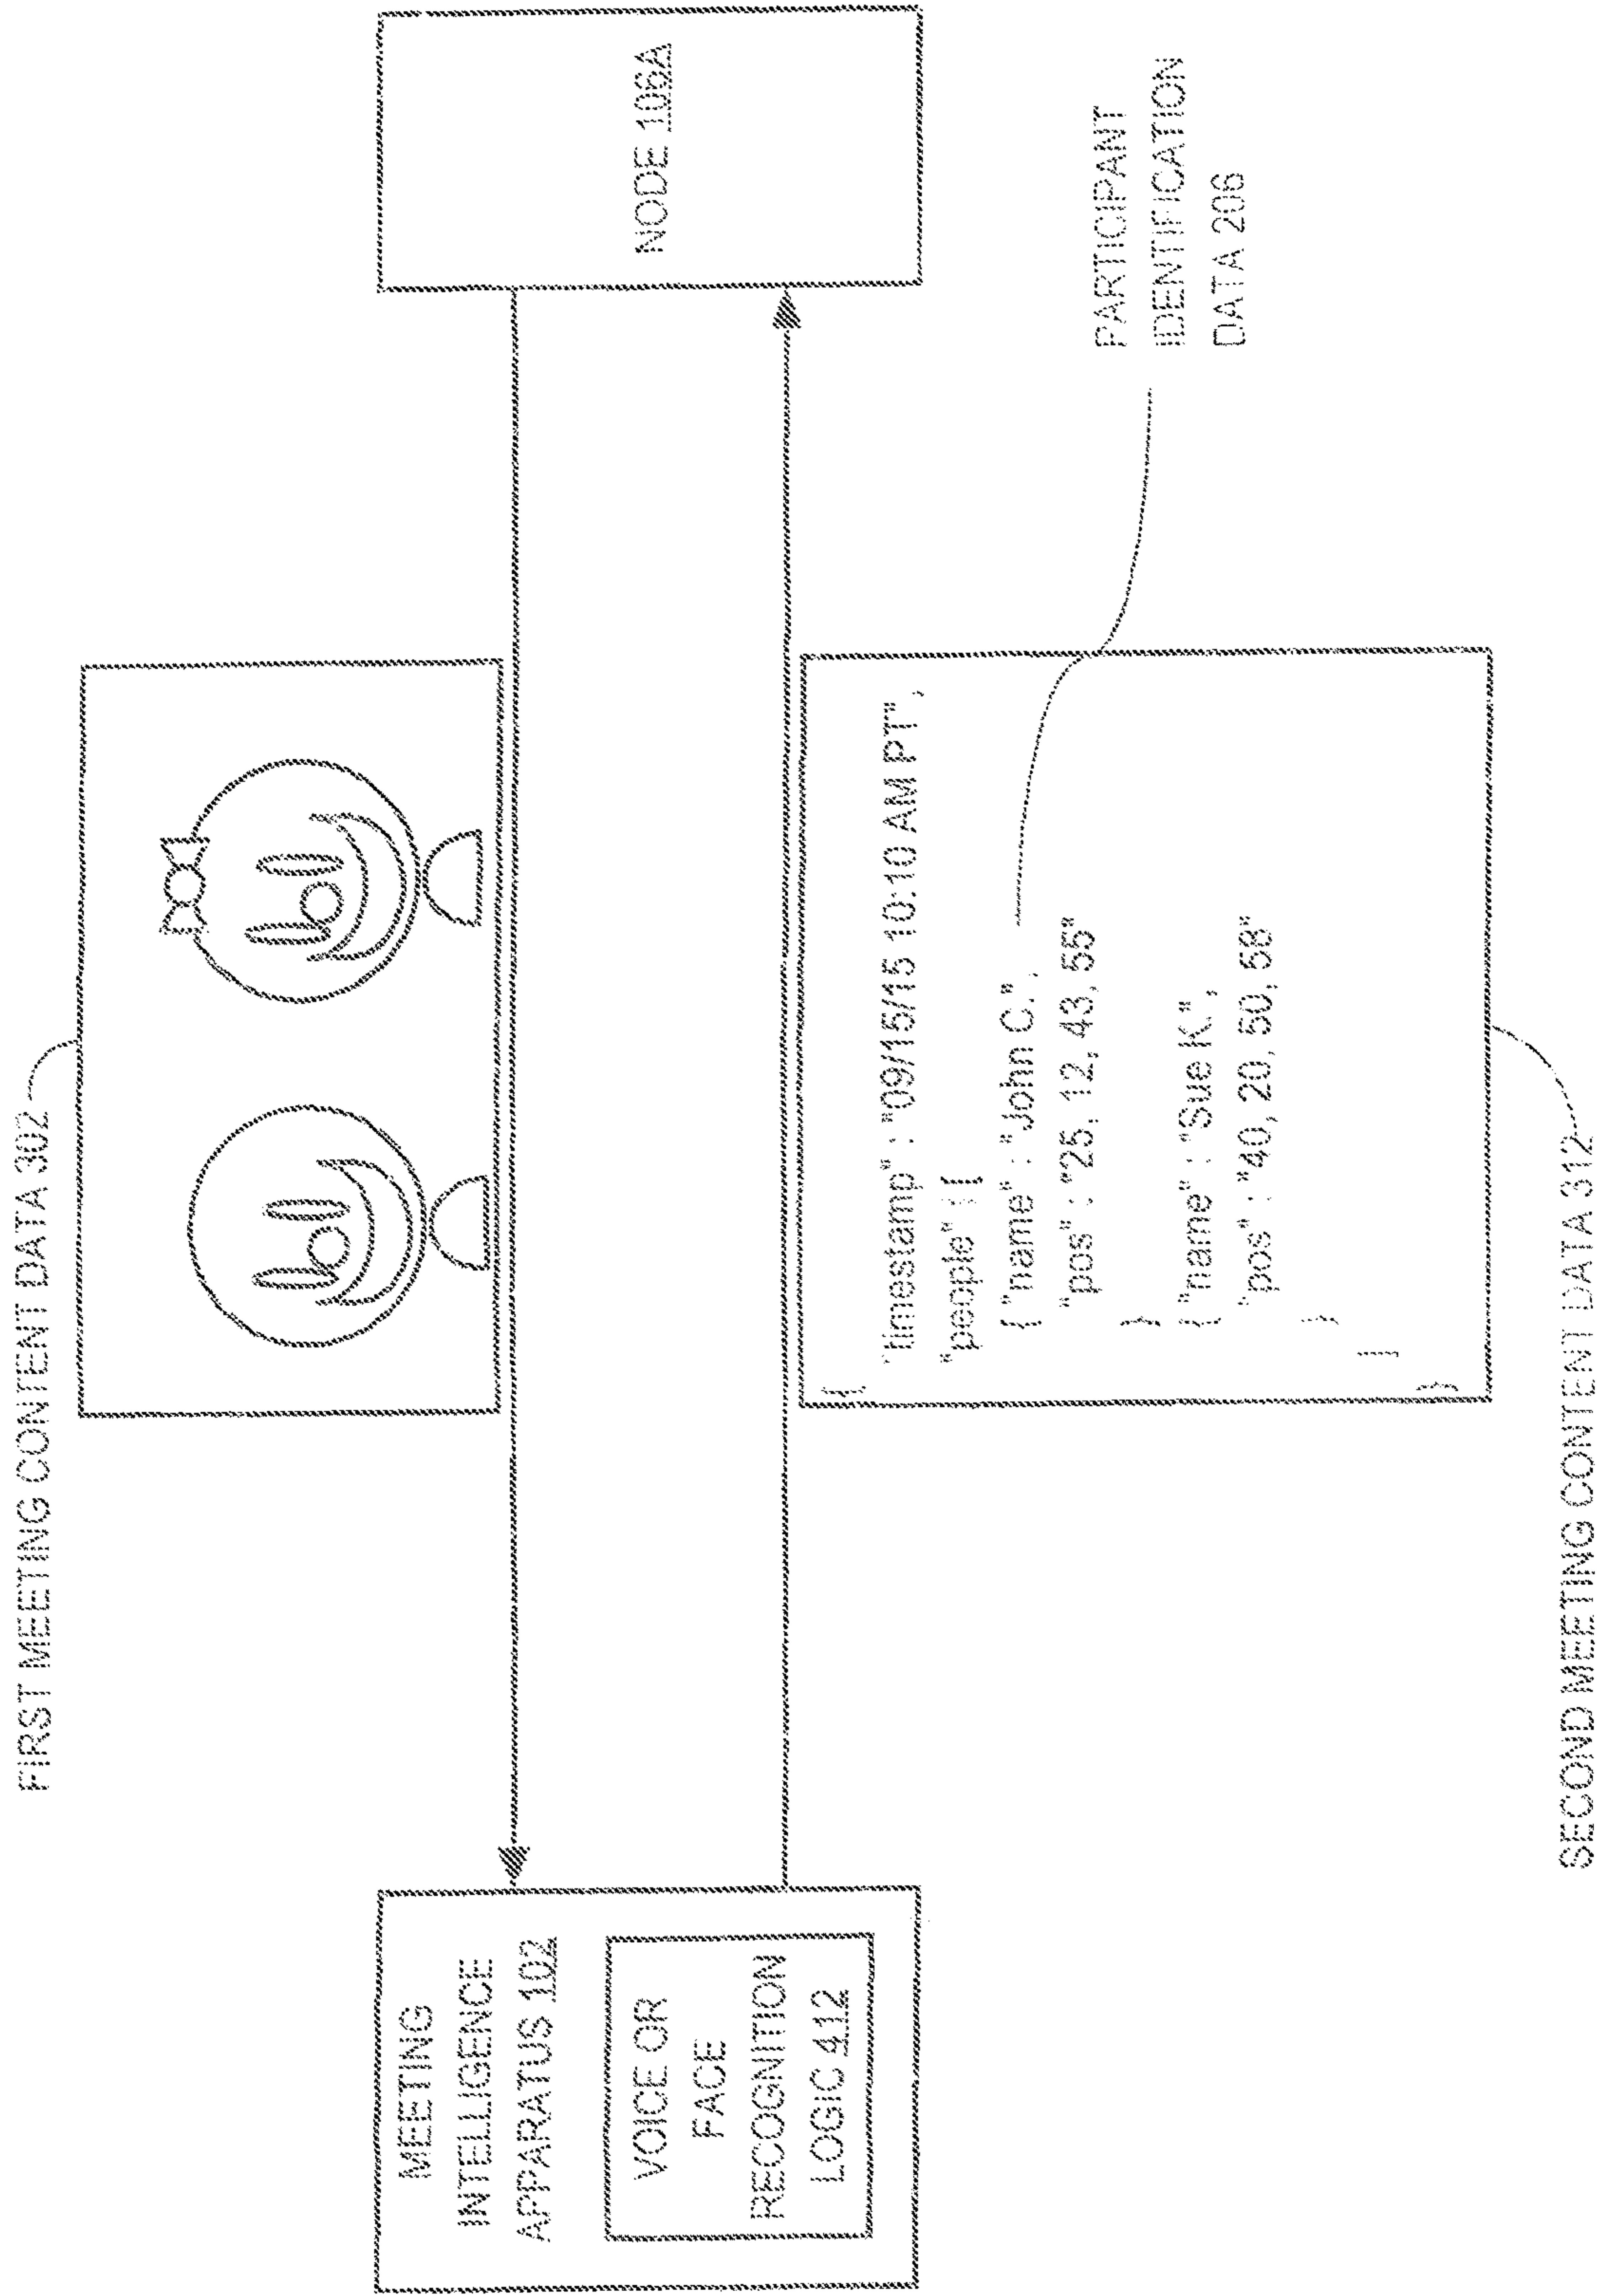 FIRST MEETING CONTENT DATA 302
MEETING
INTELLIGENCE
APPARATUS 102
VOICE OR
FACE
RECOGNITION
LOGIC 412
NODE 106A
{
"timestamp" : "09/15/15 10:10 AM PT",
"people" : [
{ "name" : "John C.",
"pos" : "25, 12, 43, 55"
}
{ "name" : "Sue K.",
"pos" : "40, 20, 50, 58"
}
]
}
PARTICIPANT
IDENTIFICATION
DATA 206
SECOND MEETING CONTENT DATA 312